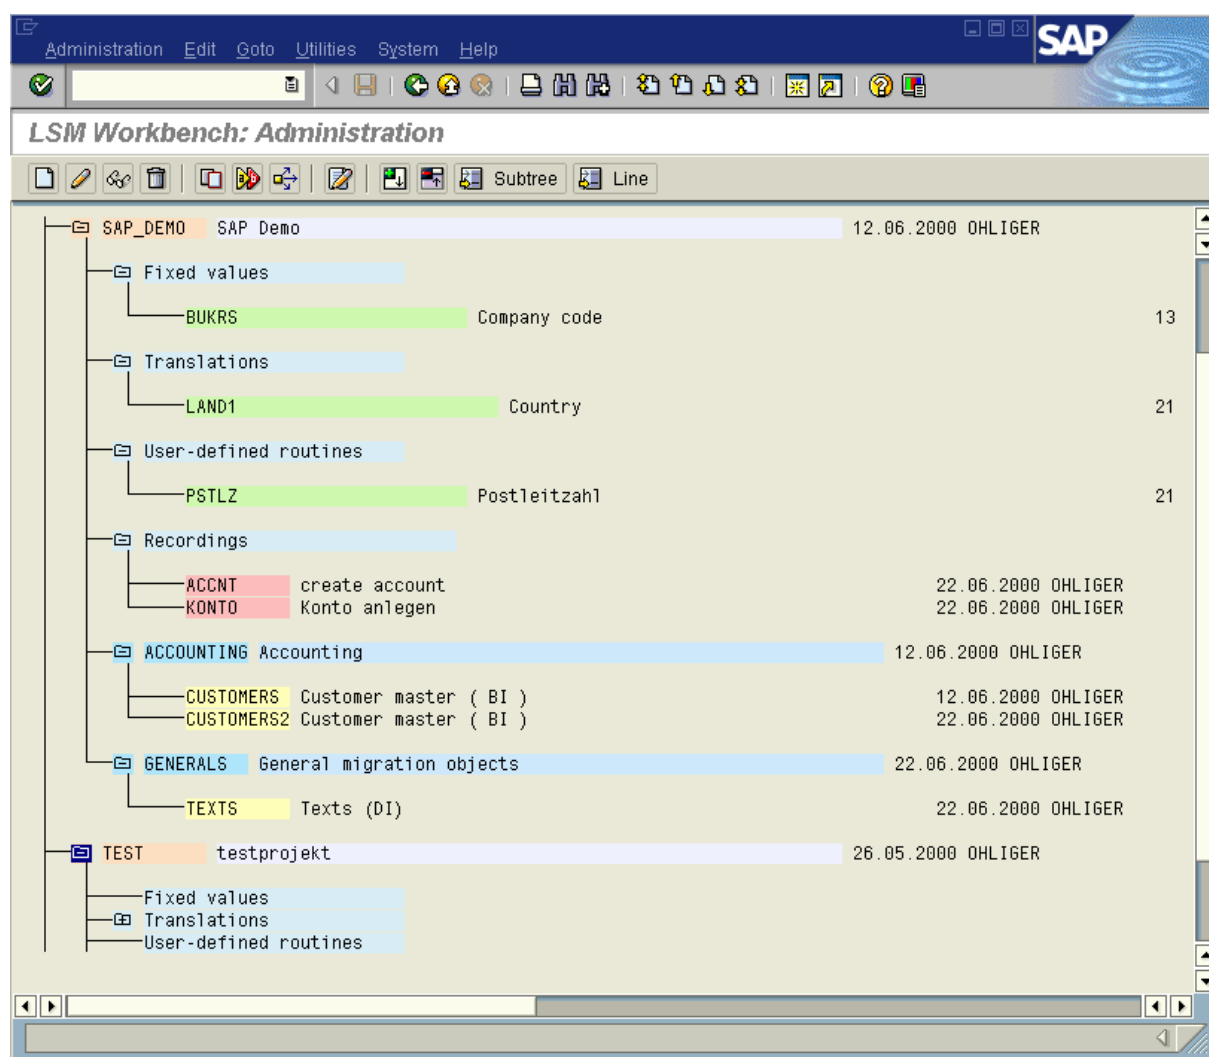 Administration Edit Goto Utilities System Help
SAP
LSM Workbench: Administration
Subtree Line
SAP_DEMO SAP Demo 12.06.2000 OHLIGER
Fixed values
BUKRS Company code 13
Translations
LAND1 Country 21
User-defined routines
PSTLZ Postleitzahl 21
Recordings
ACCNT create account 22.06.2000 OHLIGER
KONTO Konto anlegen 22.06.2000 OHLIGER
ACCOUNTING Accounting 12.06.2000 OHLIGER
CUSTOMERS Customer master ( BI ) 12.06.2000 OHLIGER
CUSTOMERS2 Customer master ( BI ) 22.06.2000 OHLIGER
GENERALS General migration objects 22.06.2000 OHLIGER
TEXTS Texts (DI) 22.06.2000 OHLIGER
TEST testprojekt 26.05.2000 OHLIGER
Fixed values
Translations
User-defined routines